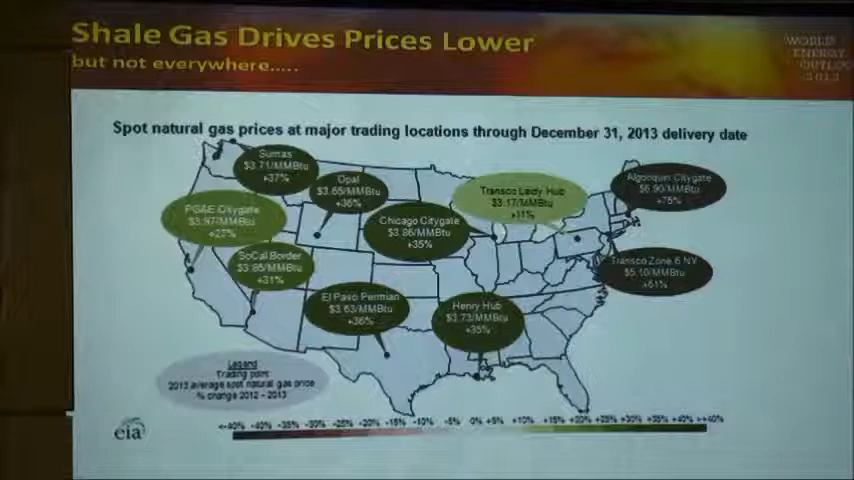 Shale Gas Drives Prices Lower
but not everywhere.....
WORLD
ENERGY
OUTLOOK
2013
Spot natural gas prices at major trading locations through December 31, 2013 delivery date
Sumas
$3.71/MMBtu
+37%
Opal
$3.65/MMBtu
+36%
Transco Leidy Hub
$3.17/MMBtu
+11%
Algonquin Citygate
$6.90/MMBtu
+76%
PG&E Citygate
$3.97/MMBtu
+27%
Chicago Citygate
$3.86/MMBtu
+35%
SoCal Border
$3.85/MMBtu
+31%
Transco Zone 6 NY
$5.10/MMBtu
+61%
El Paso Permian
$3.63/MMBtu
+36%
Henry Hub
$3.73/MMBtu
+35%
Legend
Trading point
2013 average spot natural gas price
% change 2012 - 2013
eia
<-40% -40% -35% -30% -25% -20% -15% -10% -5% 0% +5% +10% +15% +20% +25% +30% +35% +40% >+40%